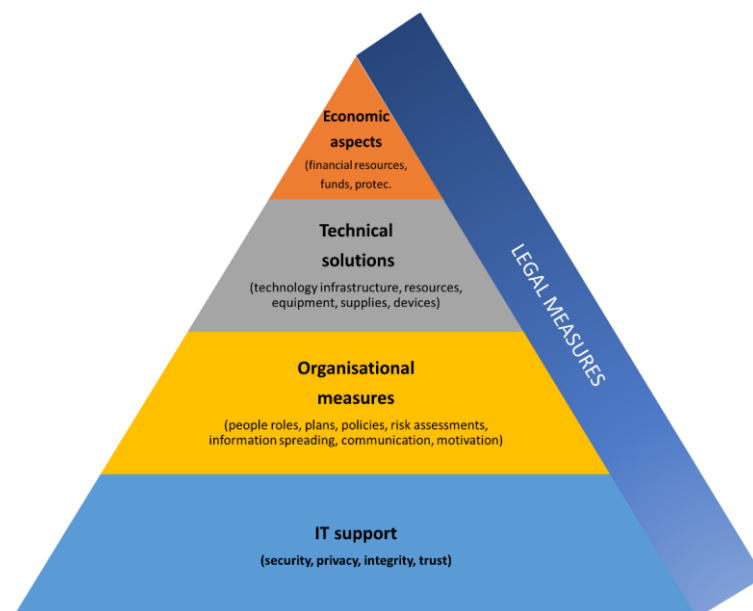 Economic
aspects
(financial resources,
funds, protec.
Technical
solutions
(technology infrastructure, resources,
equipment, supplies, devices)
Organisational
measures
(people roles, plans, policies, risk assessments,
information spreading, communication, motivation)
IT support
(security, privacy, integrity, trust)
LEGAL MEASURES